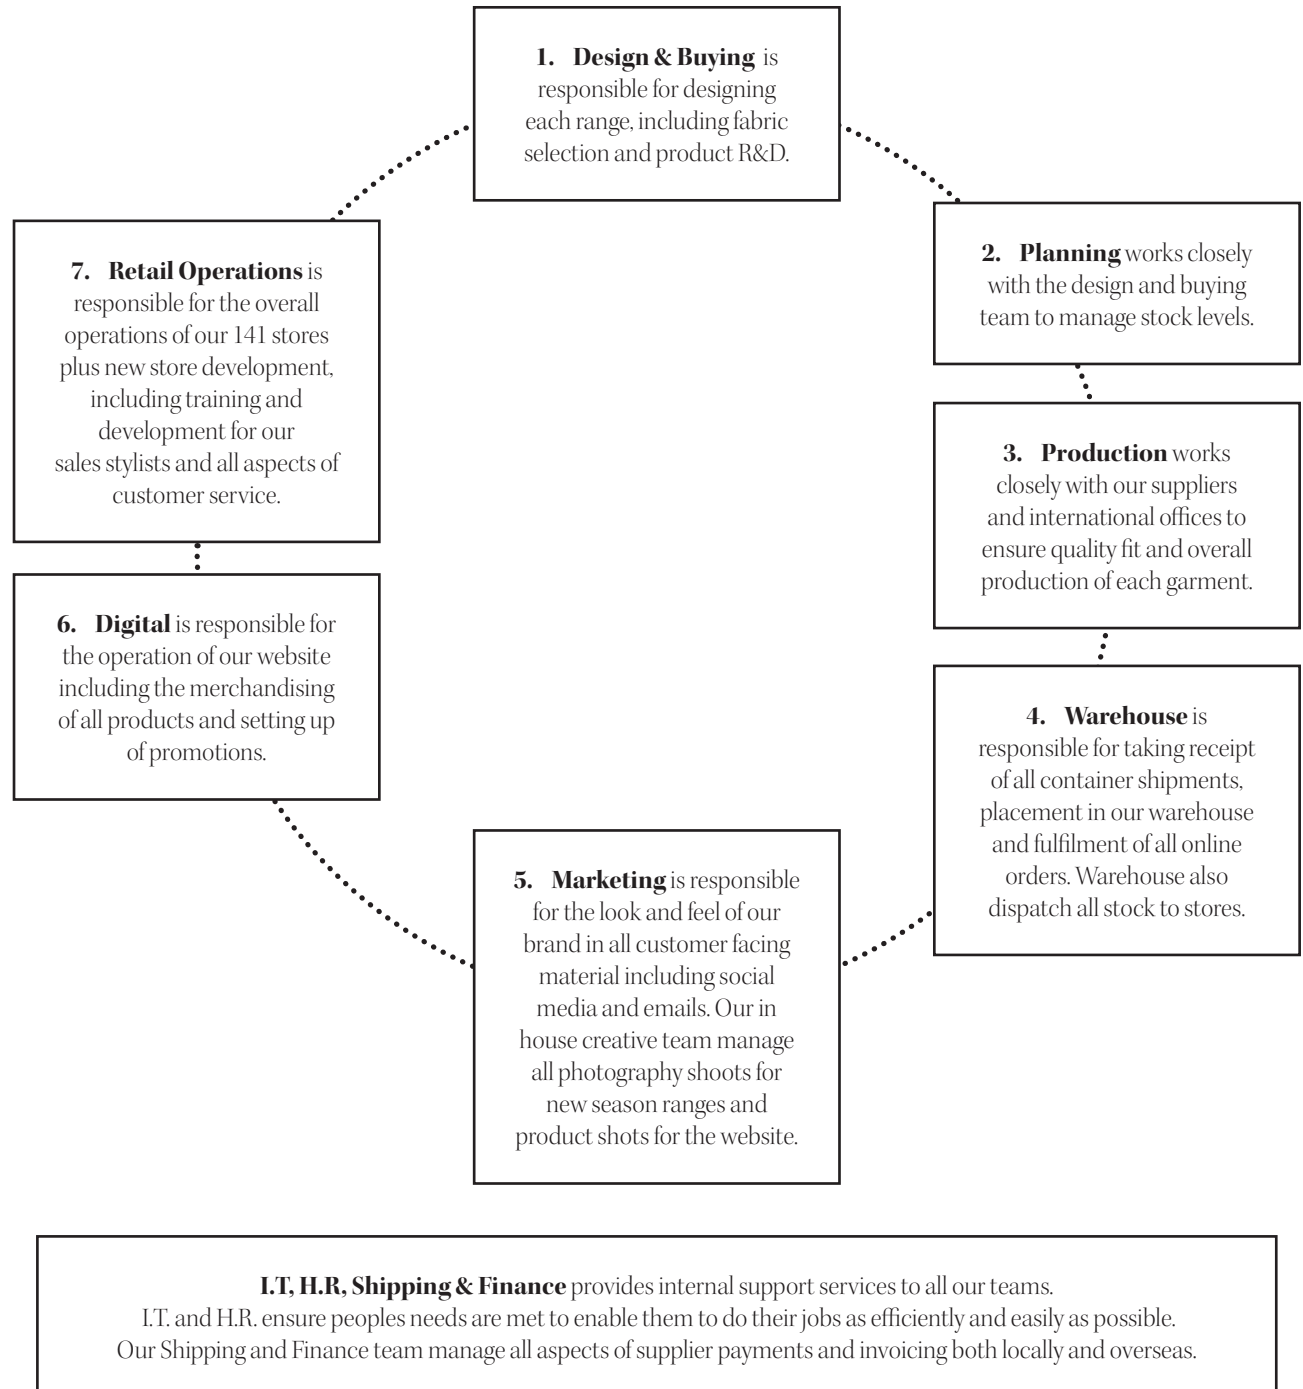 1. Design & Buying is
responsible for designing
each range, including fabric
selection and product R&D.
2. Planning works closely
with the design and buying
team to manage stock levels.
3. Production works
closely with our suppliers
and international offices to
ensure quality fit and overall
production of each garment.
4. Warehouse is
responsible for taking receipt
of all container shipments,
placement in our warehouse
and fulfilment of all online
orders. Warehouse also
dispatch all stock to stores.
5. Marketing is responsible
for the look and feel of our
brand in all customer facing
material including social
media and emails. Our in
house creative team manage
all photography shoots for
new season ranges and
product shots for the website.
6. Digital is responsible for
the operation of our website
including the merchandising
of all products and setting up
of promotions.
7. Retail Operations is
responsible for the overall
operations of our 141 stores
plus new store development,
including training and
development for our
sales stylists and all aspects of
customer service.
I.T, H.R, Shipping & Finance provides internal support services to all our teams.
I.T. and H.R. ensure peoples needs are met to enable them to do their jobs as efficiently and easily as possible.
Our Shipping and Finance team manage all aspects of supplier payments and invoicing both locally and overseas.